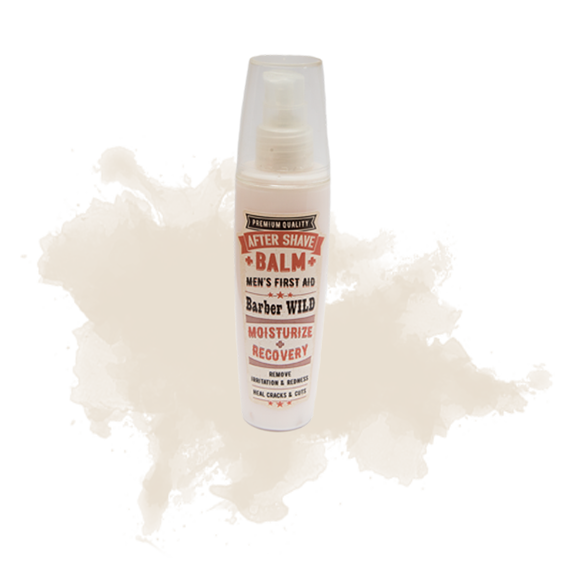 PREMIUM QUALITY
AFTER SHAVE
BALM
MEN'S FIRST AID
Barber WILD
MOISTURIZE
+
RECOVERY
REMOVE
IRRITATION & REDNESS
HEAL CRACKS & CUTS